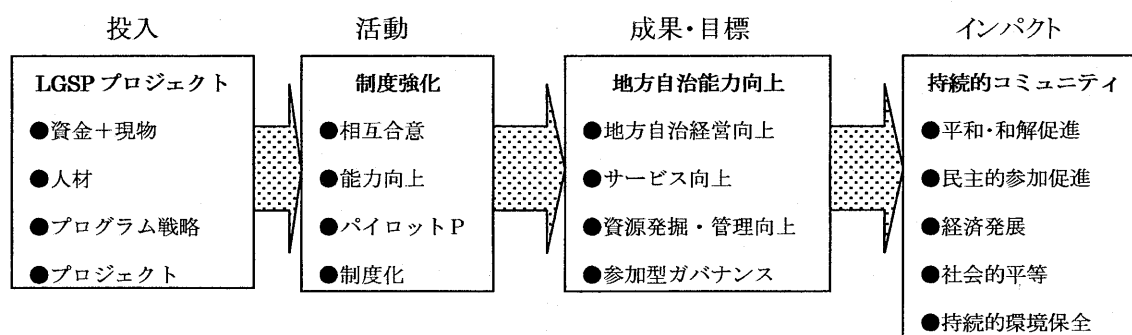 投入
LGSP プロジェクト
●資金＋現物
●人材
●プログラム戦略
●プロジェクト
活動
制度強化
●相互合意
●能力向上
●パイロットP
●制度化
成果・目標
地方自治能力向上
●地方自治経営向上
●サービス向上
●資源発掘・管理向上
●参加型ガバナンス
インパクト
持続的コミュニティ
●平和・和解促進
●民主的参加促進
●経済発展
●社会的平等
●持続的環境保全